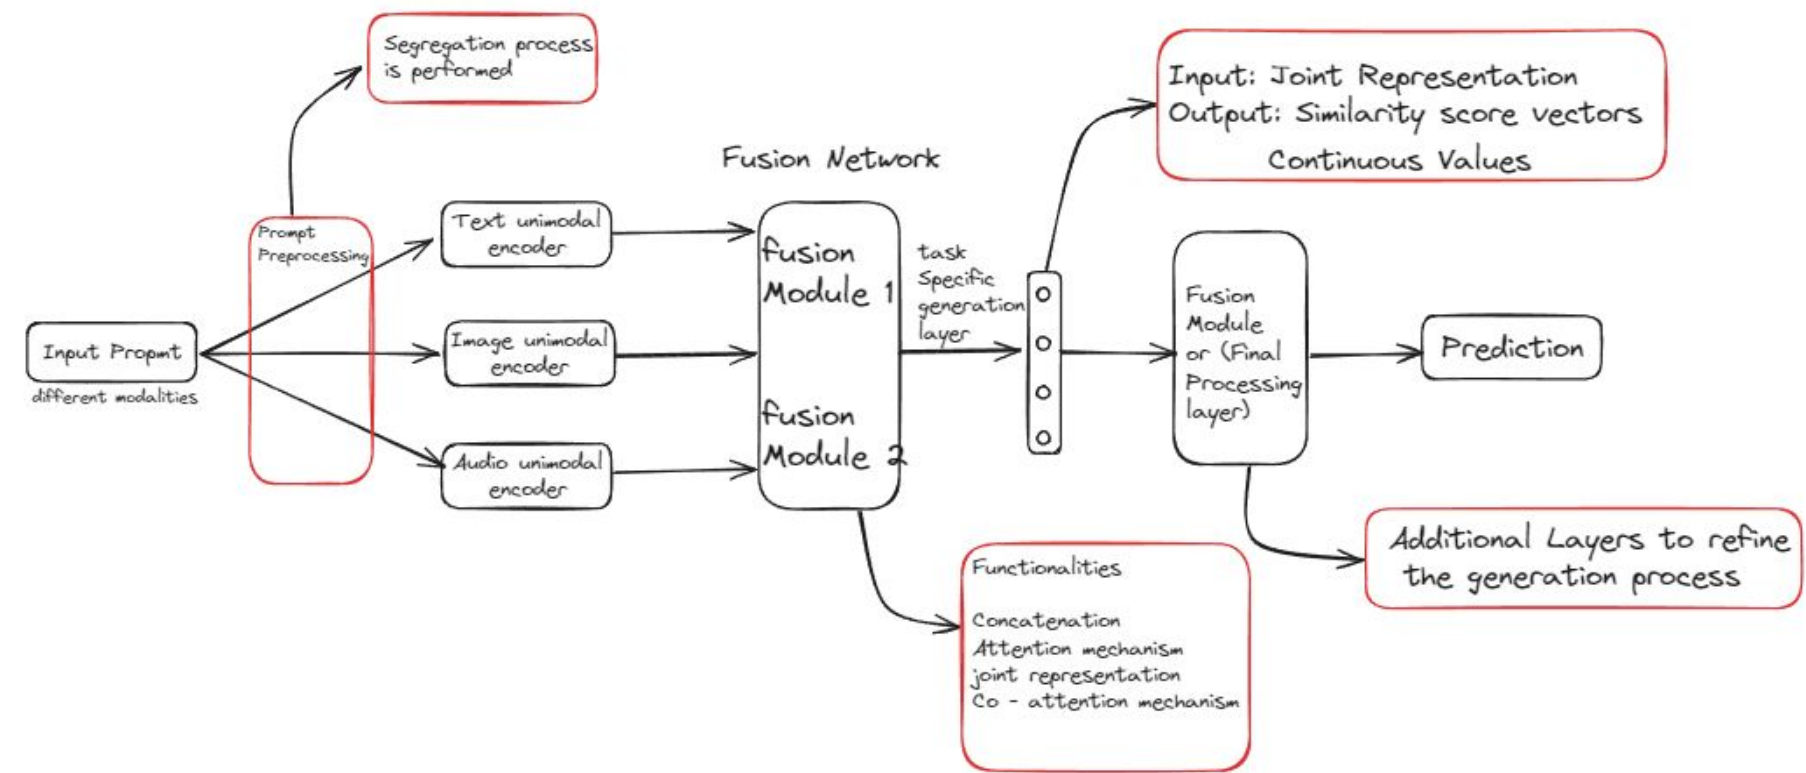 Segregation process
is performed
Input: Joint Representation
Output: Similarity score vectors
Continuous Values
Fusion Network
Prompt
Preprocessing
Text unimodal
encoder
Input Propmt
different modalities
Image unimodal
encoder
Audio unimodal
encoder
fusion
Module 1
fusion
Module 2
task
Specific
generation
layer
Fusion
Module
or (Final
Processing
layer)
Prediction
Additional Layers to refine
the generation process
Functionalities
Concatenation
Attention mechanism
joint representation
Co - attention mechanism